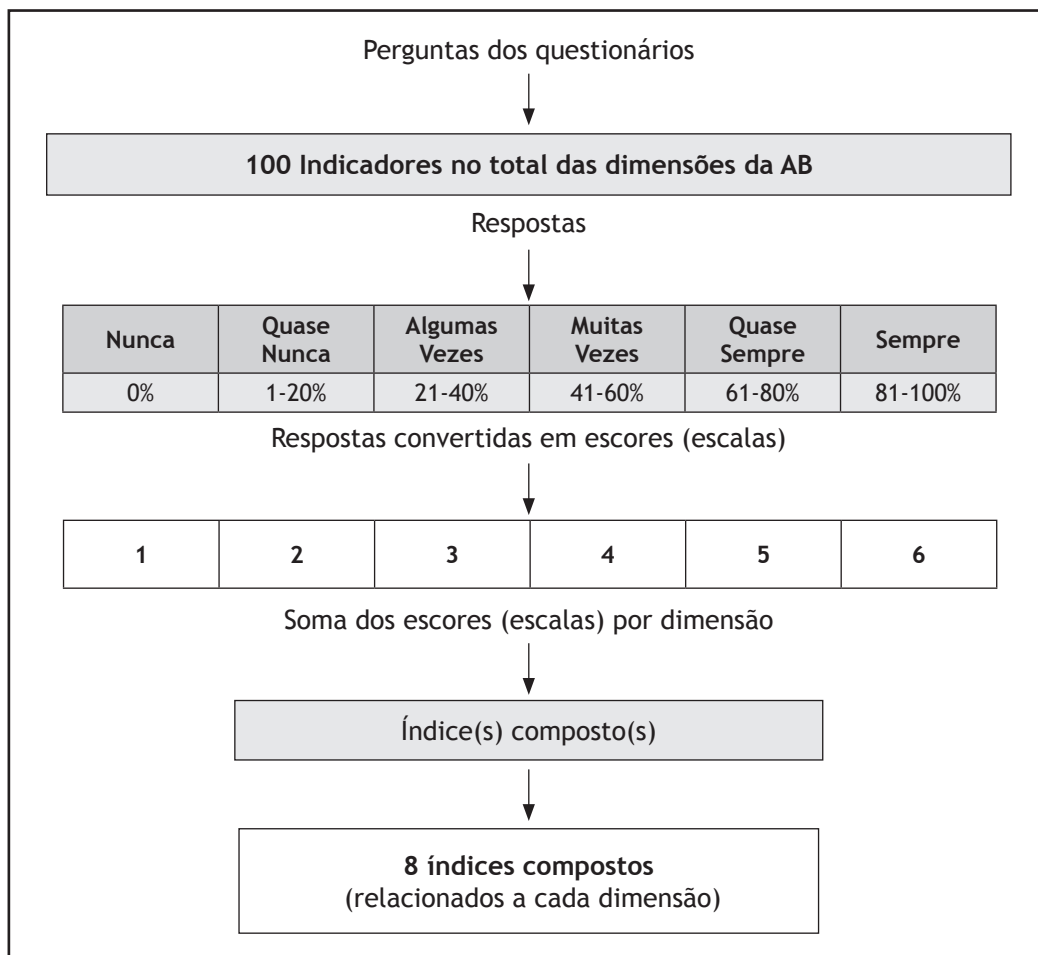 Perguntas dos questionários
100 Indicadores no total das dimensões da AB
Respostas
Nunca
Quase
Nunca
Algumas
Vezes
Muitas
Vezes
Quase
Sempre
Sempre
0%
1-20%
21-40%
41-60%
61-80%
81-100%
Respostas convertidas em escores (escalas)
1
2
3
4
5
6
Soma dos escores (escalas) por dimensão
Índice(s) composto(s)
8 índices compostos
(relacionados a cada dimensão)